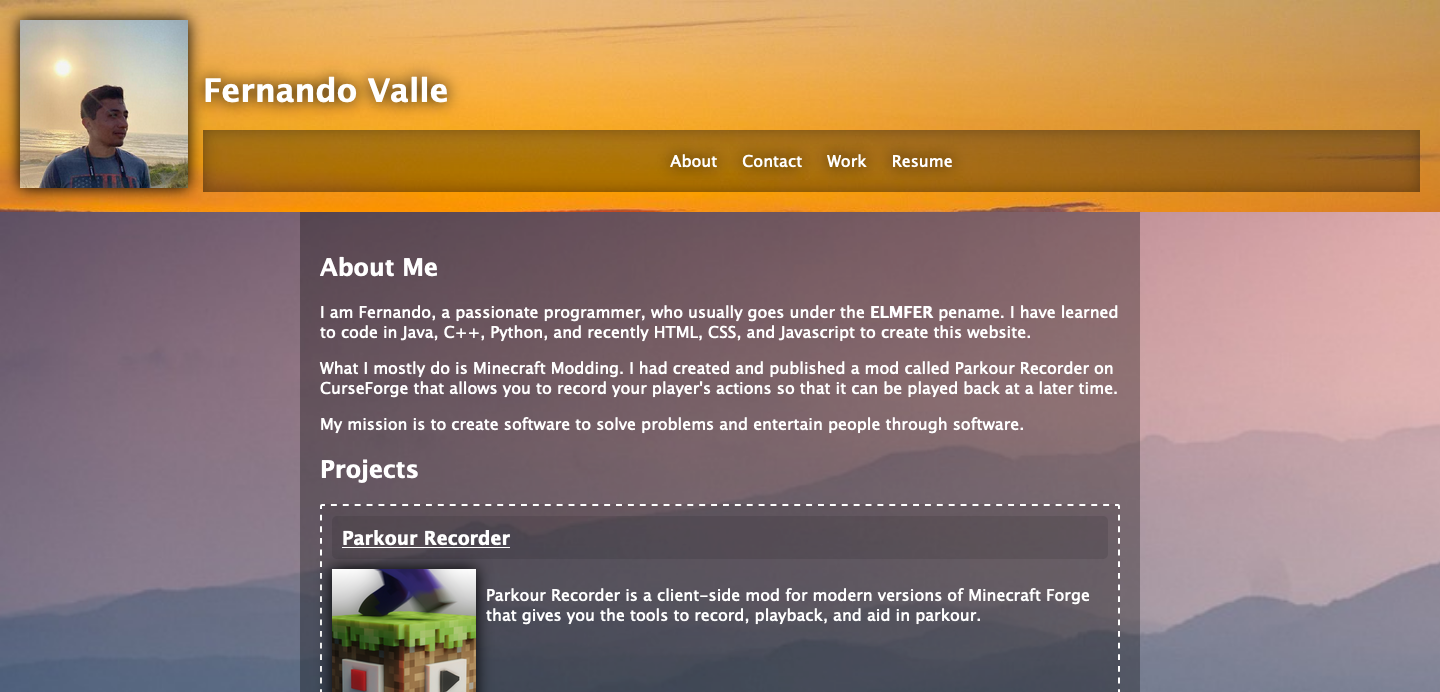 Fernando Valle
About Contact Work Resume
About Me
I am Fernando, a passionate programmer, who usually goes under the ELMFER pename. I have learned
to code in Java, C++, Python, and recently HTML, CSS, and Javascript to create this website.
What I mostly do is Minecraft Modding. I had created and published a mod called Parkour Recorder on
CurseForge that allows you to record your player's actions so that it can be played back at a later time.
My mission is to create software to solve problems and entertain people through software.
Projects
Parkour Recorder
Parkour Recorder is a client-side mod for modern versions of Minecraft Forge
that gives you the tools to record, playback, and aid in parkour.